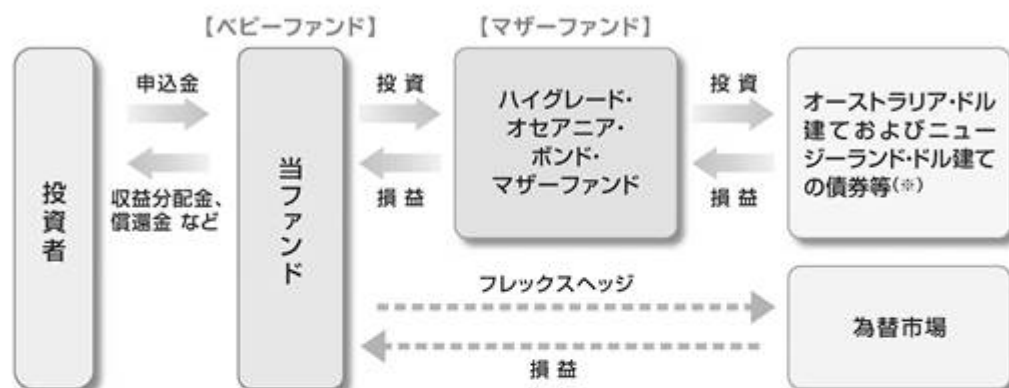 【ベビーファンド】
【マザーファンド】
投資者
申込金
収益分配金、
償還金 など
当ファンド
投 資
損 益
ハイグレード・
オセアニア・
ボンド・
マザーファンド
投 資
損 益
オーストラリア・ドル
建ておよびニュー
ジーランド・ドル建て
の債券等(※)
フレックスヘッジ
損 益
為替市場